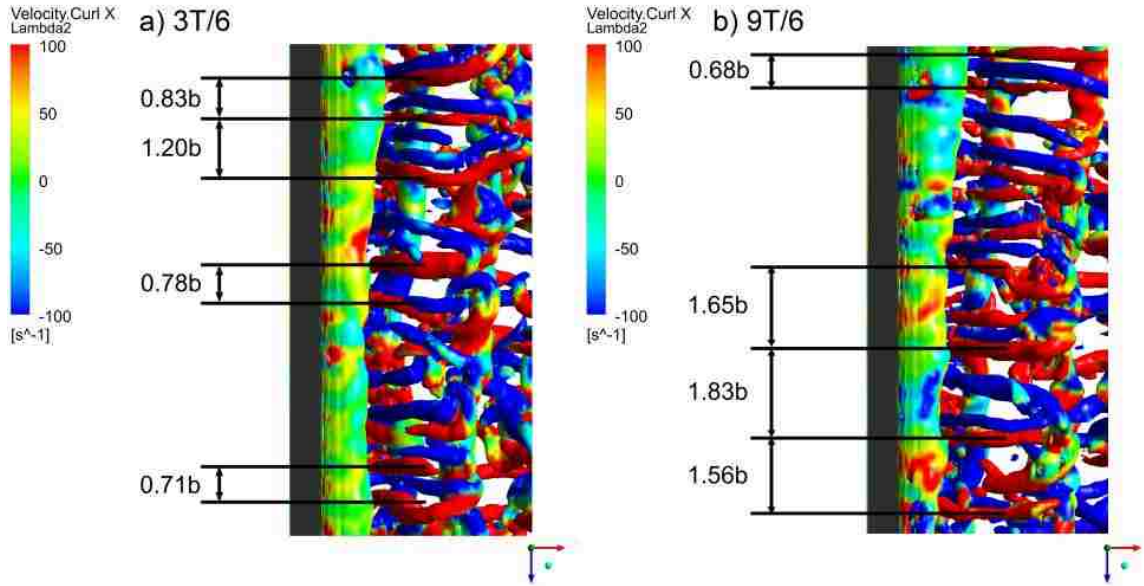 Velocity.Curl X
Lambda2
100
50
0
-50
-100
[s^-1]
a) 3T/6
0.83b
1.20b
0.78b
0.71b
Velocity.Curl X
Lambda2
100
50
0
-50
-100
[s^-1]
b) 9T/6
0.68b
1.65b
1.83b
1.56b